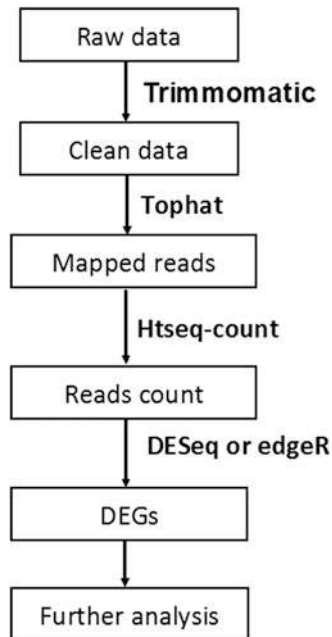 Raw data
Trimmomatic
Clean data
Tophat
Mapped reads
Htseq-count
Reads count
DESeq or edgeR
DEGs
Further analysis